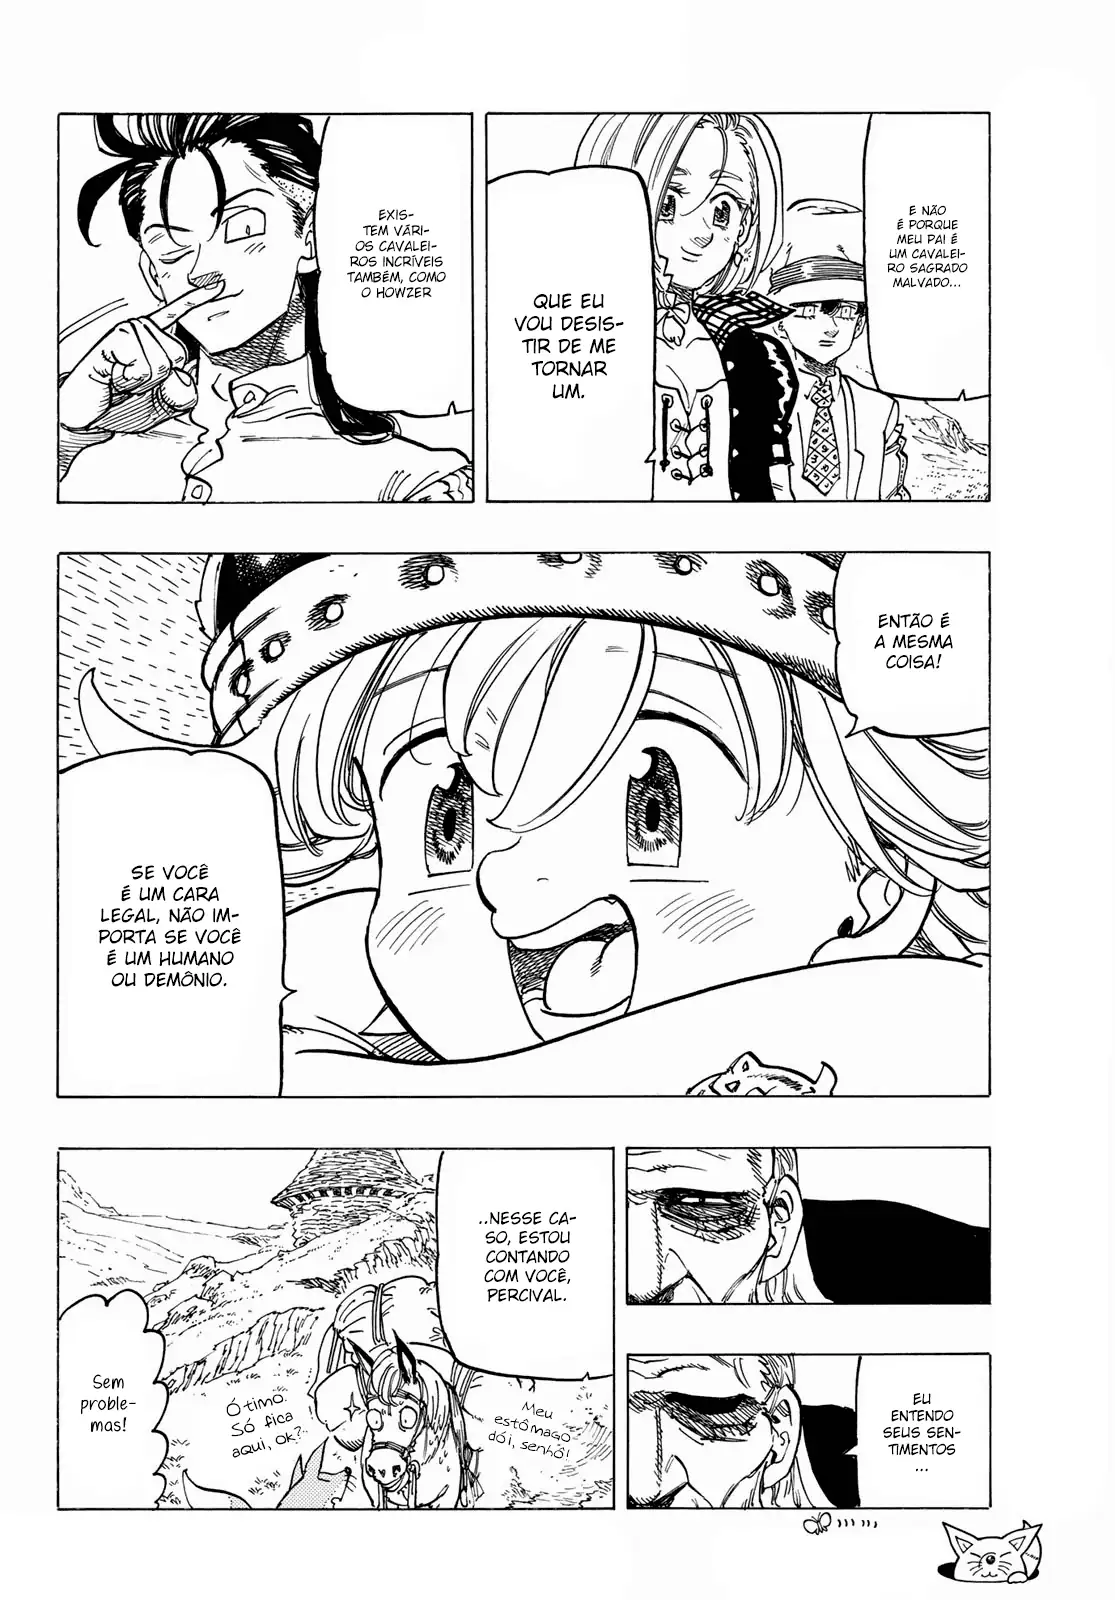 E NÃO
É PORQUE
MEU PAI É
UM CAVALEI-
RO SAGRADO
MALVADO...
QUE EU
VOU DESIS-
TIR DE ME
TORNAR
UM.
EXIS-
TEM VÁRI-
OS CAVALEI-
ROS INCRÍVEIS
TAMBÉM, COMO
O HOWZER
ENTÃO É
A MESMA
COISA!
SE VOCÊ
É UM CARA
LEGAL, NÃO IM-
PORTA SE VOCÊ
É UM HUMANO
OU DEMÔNIO.
EU
ENTENDO
SEUS SEN-
TIMENTOS
...
..NESSE CA-
SO, ESTOU
CONTANDO
COM VOCÊ,
PERCIVAL.
Meu
estômago
dói, senhó!
Ótimo.
Só fica
aqui, ok?
Sem
proble-
mas!